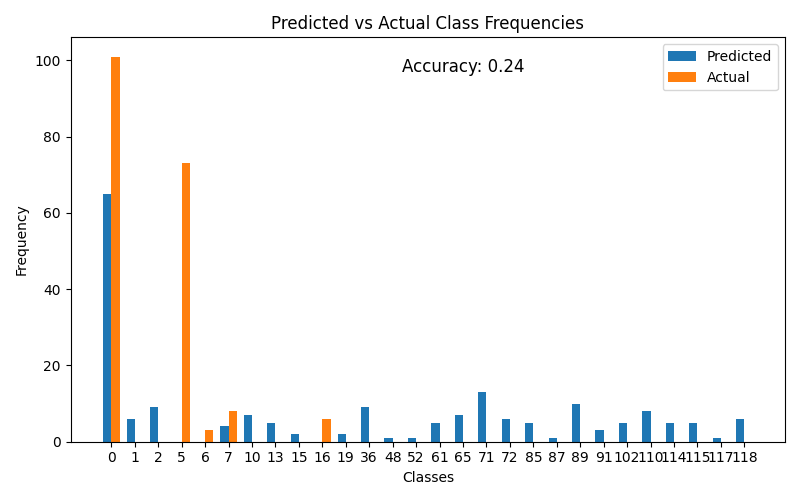 Predicted vs Actual Class Frequencies
Accuracy: 0.24
Predicted
Actual
Frequency
100
80
60
40
20
0
0 1 2 5 6 7 10 13 15 16 19 36 48 52 61 65 71 72 85 87 89 91 102 110 114 115 117 118
Classes